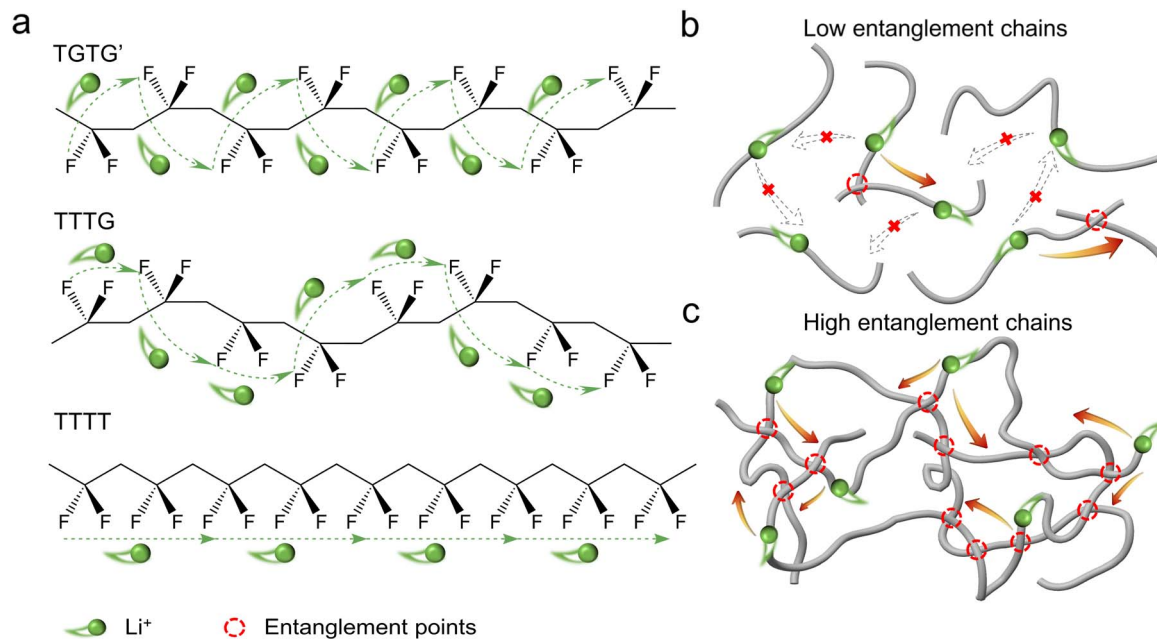 a
TGTG'
F F F F F F F F
F F F F F F F F
TTTG
F F F F
F F F F
F F F F
F F F F
TTTT
F F F F F F F F F F F F F F F F
b
Low entanglement chains
c
High entanglement chains
Li⁺
Entanglement points